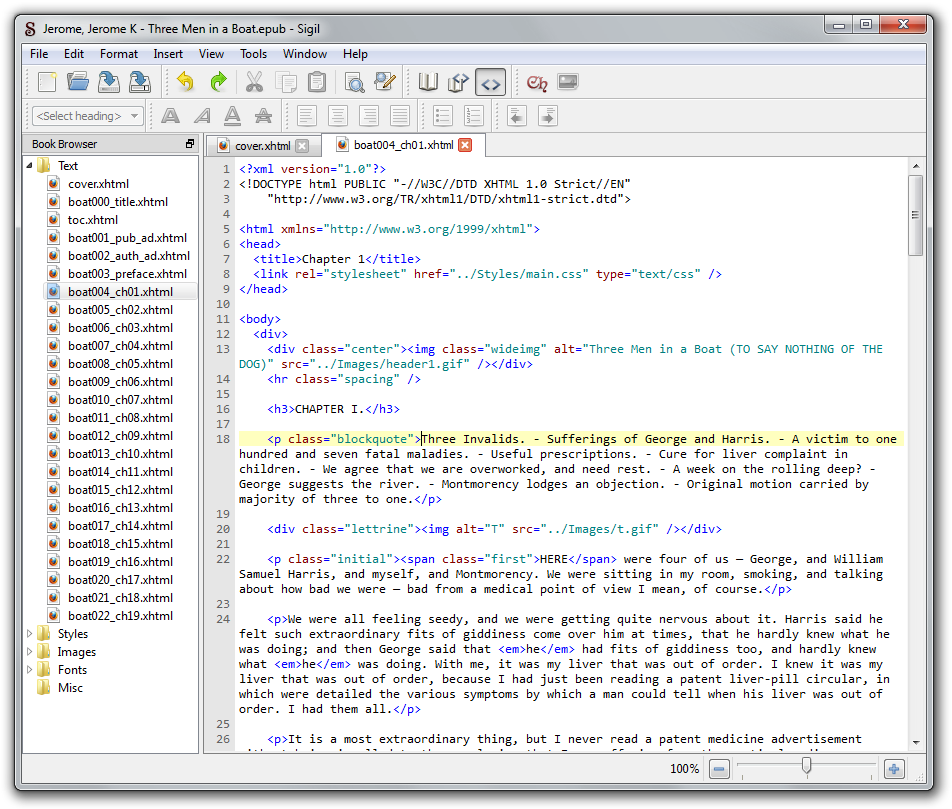 Jerome, Jerome K - Three Men in a Boat.epub - Sigil
File Edit Format Insert View Tools Window Help
<Select heading>
Book Browser
Text
cover.xhtml
boat000_title.xhtml
toc.xhtml
boat001_pub_ad.xhtml
boat002_auth_ad.xhtml
boat003_preface.xhtml
boat004_ch01.xhtml
boat005_ch02.xhtml
boat006_ch03.xhtml
boat007_ch04.xhtml
boat008_ch05.xhtml
boat009_ch06.xhtml
boat010_ch07.xhtml
boat011_ch08.xhtml
boat012_ch09.xhtml
boat013_ch10.xhtml
boat014_ch11.xhtml
boat015_ch12.xhtml
boat016_ch13.xhtml
boat017_ch14.xhtml
boat018_ch15.xhtml
boat019_ch16.xhtml
boat020_ch17.xhtml
boat021_ch18.xhtml
boat022_ch19.xhtml
Styles
Images
Fonts
Misc
cover.xhtml boat004_ch01.xhtml
1 <?xml version="1.0"?>
2 <!DOCTYPE html PUBLIC "-//W3C//DTD XHTML 1.0 Strict//EN"
3 "http://www.w3.org/TR/xhtml1/DTD/xhtml1-strict.dtd">
4
5 <html xmlns="http://www.w3.org/1999/xhtml">
6 <head>
7 <title>Chapter 1</title>
8 <link rel="stylesheet" href="../Styles/main.css" type="text/css" />
9 </head>
10
11 <body>
12 <div>
13 <div class="center"><img class="wideimg" alt="Three Men in a Boat (TO SAY NOTHING OF THE
DOG)" src="../Images/header1.gif" /></div>
14 <hr class="spacing" />
15
16 <h3>CHAPTER I.</h3>
17
18 <p class="blockquote">Three Invalids. - Sufferings of George and Harris. - A victim to one
hundred and seven fatal maladies. - Useful prescriptions. - Cure for liver complaint in
children. - We agree that we are overworked, and need rest. - A week on the rolling deep? -
George suggests the river. - Montmorency lodges an objection. - Original motion carried by
majority of three to one.</p>
19
20 <div class="lettrine"><img alt="T" src="../Images/t.gif" /></div>
21
22 <p class="initial"><span class="first">HERE</span> were four of us — George, and William
Samuel Harris, and myself, and Montmorency. We were sitting in my room, smoking, and talking
about how bad we were — bad from a medical point of view I mean, of course.</p>
23
24 <p>We were all feeling seedy, and we were getting quite nervous about it. Harris said he
felt such extraordinary fits of giddiness come over him at times, that he hardly knew what he
was doing; and then George said that <em>he</em> had fits of giddiness too, and hardly knew
what <em>he</em> was doing. With me, it was my liver that was out of order. I knew it was my
liver that was out of order, because I had just been reading a patent liver-pill circular, in
which were detailed the various symptoms by which a man could tell when his liver was out of
order. I had them all.</p>
25
26 <p>It is a most extraordinary thing, but I never read a patent medicine advertisement
100%